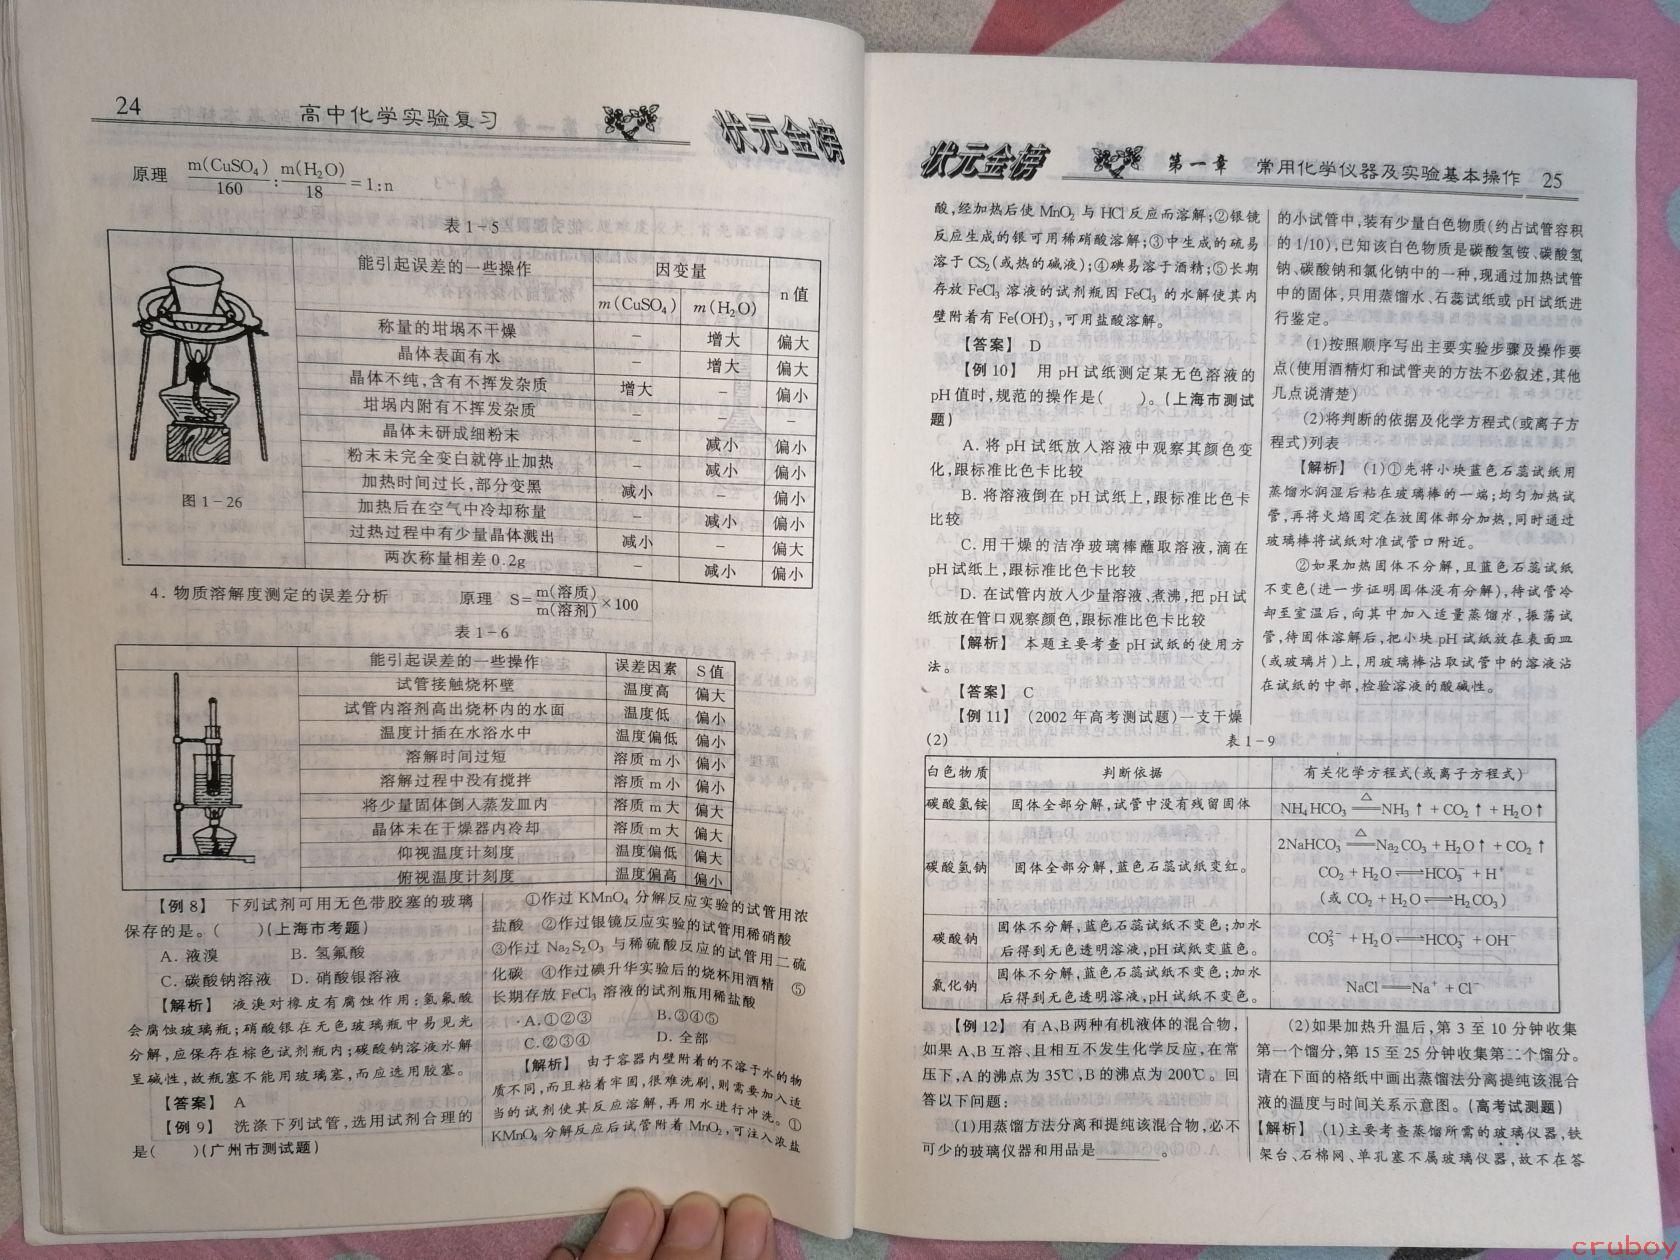 24 高中化学实验复习 状元金榜
原理 m(CuSO₄)/160 : m(H₂O)/18 = 1:n
表1-5
能引起误差的一些操作 因变量 n值
m(CuSO₄) m(H₂O)
称量的坩埚不干燥 － 增大 偏大
晶体表面有水 － 增大 偏大
晶体不纯,含有不挥发杂质 增大 － 偏小
坩埚内附有不挥发杂质 － － －
晶体未研成细粉末 － 减小 偏小
粉末未完全变白就停止加热 － 减小 偏小
加热时间过长,部分变黑 减小 － 偏小
加热后在空气中冷却称量 － 减小 偏小
过热过程中有少量晶体溅出 减小 － 偏大
两次称量相差0.2g － 减小 偏小
图1-26
4. 物质溶解度测定的误差分析 原理 S=m(溶质)/m(溶剂)×100
表1-6
能引起误差的一些操作 误差因素 S值
试管接触烧杯壁 温度高 偏大
试管内溶剂高出烧杯内的水面 温度低 偏小
温度计插在水浴水中 温度偏低 偏小
溶解时间过短 溶质m小 偏小
溶解过程中没有搅拌 溶质m小 偏小
将少量固体倒人蒸发皿内 溶质m大 偏大
晶体未在干燥器内冷却 溶质m大 偏大
仰视温度计刻度 温度偏低 偏大
俯视温度计刻度 温度偏高 偏小
【例8】 下列试剂可用无色带胶塞的玻璃
保存的是。( )(上海市考题)
A. 液溴 B. 氢氟酸
C. 碳酸钠溶液 D. 硝酸银溶液
【解析】 液溴对橡皮有腐蚀作用;氢氟酸
会腐蚀玻璃瓶;硝酸银在无色玻璃瓶中易见光
分解,应保存在棕色试剂瓶内;碳酸钠溶液水解
呈碱性,故瓶塞不能用玻璃塞,而应选用胶塞。
【答案】 A
【例9】 洗涤下列试管,选用试剂合理的
是( )(广州市测试题)
①作过KMnO₄分解反应实验的试管用浓
盐酸 ②作过银镜反应实验的试管用稀硝酸
③作过Na₂S₂O₃与稀硫酸反应的试管用二硫
化碳 ④作过碘升华实验后的烧杯用酒精 ⑤
长期存放FeCl₃溶液的试剂瓶用稀盐酸
A.①②③ B.③④⑤
C.②③④ D. 全部
【解析】 由于容器内壁附着的不溶于水的物
质不同,而且粘着牢固,很难洗刷,则需要加入适
当的试剂使其反应溶解,再用水进行冲洗。①
KMnO₄分解反应后试管附着MnO₂,可注入浓盐
状元金榜 第一章 常用化学仪器及实验基本操作 25
酸,经加热后使MnO₂与HCl反应而溶解;②银镜
反应生成的银可用稀硝酸溶解;③中生成的硫易
溶于CS₂(或热的碱液);④碘易溶于酒精;⑤长期
存放FeCl₃溶液的试剂瓶因FeCl₃的水解使其内
壁附着有Fe(OH)₃,可用盐酸溶解。
【答案】 D
【例10】 用pH试纸测定某无色溶液的
pH值时,规范的操作是( )。(上海市测试
题)
A. 将pH试纸放入溶液中观察其颜色变
化,跟标准比色卡比较
B. 将溶液倒在pH试纸上,跟标准比色卡
比较
C. 用干燥的洁净玻璃棒蘸取溶液,滴在
pH试纸上,跟标准比色卡比较
D. 在试管内放入少量溶液、煮沸,把pH试
纸放在管口观察颜色,跟标准比色卡比较
【解析】 本题主要考查pH试纸的使用方
法。
【答案】 C
【例11】 (2002年高考测试题)一支干燥
的小试管中,装有少量白色物质(约占试管容积
的1/10),已知该白色物质是碳酸氢铵、碳酸氢
钠、碳酸钠和氯化钠中的一种,现通过加热试管
中的固体,只用蒸馏水、石蕊试纸或pH试纸进
行鉴定。
(1)按照顺序写出主要实验步骤及操作要
点(使用酒精灯和试管夹的方法不必叙述,其他
几点说清楚)
(2)将判断的依据及化学方程式(或离子方
程式)列表
【解析】 (1)①先将小块蓝色石蕊试纸用
蒸馏水润湿后粘在玻璃棒的一端;均匀加热试
管,再将火焰固定在放固体部分加热,同时通过
玻璃棒将试纸对准试管口附近。
②如果加热固体不分解,且蓝色石蕊试纸
不变色(进一步证明固体没有分解),待试管冷
却至室温后,向其中加入适量蒸馏水,振荡试
管,待固体溶解后,把小块pH试纸放在表面皿
(或玻璃片)上,用玻璃棒沾取试管中的溶液沾
在试纸的中部,检验溶液的酸碱性。
(2) 表1-9
白色物质 判断依据 有关化学方程式(或离子方程式)
碳酸氢铵 固体全部分解,试管中没有残留固体 NH₄HCO₃ ══△══ NH₃↑+CO₂↑+H₂O↑
碳酸氢钠 固体全部分解,蓝色石蕊试纸变红。 2NaHCO₃ ══△══ Na₂CO₃+H₂O↑+CO₂↑
CO₂+H₂O⇌HCO₃⁻+H⁺
(或CO₂+H₂O⇌H₂CO₃)
碳酸钠 固体不分解,蓝色石蕊试纸不变色;加水
后得到无色透明溶液,pH试纸变蓝色。 CO₃²⁻+H₂O⇌HCO₃⁻+OH⁻
氯化钠 固体不分解,蓝色石蕊试纸不变色;加水
后得到无色透明溶液,pH试纸不变色。 NaCl══Na⁺+Cl⁻
【例12】 有A、B两种有机液体的混合物,
如果A、B互溶、且相互不发生化学反应,在常
压下,A的沸点为35℃,B的沸点为200℃。回
答以下问题:
(1)用蒸馏方法分离和提纯该混合物,必不
可少的玻璃仪器和用品是______。
(2)如果加热升温后,第3至10分钟收集
第一个馏分,第15至25分钟收集第二个馏分。
请在下面的格纸中画出蒸馏法分离提纯该混合
液的温度与时间关系示意图。(高考试测题)
【解析】 (1)主要考查蒸馏所需的玻璃仪器,铁
架台、石棉网、单孔塞不属玻璃仪器,故不在答
cruboy